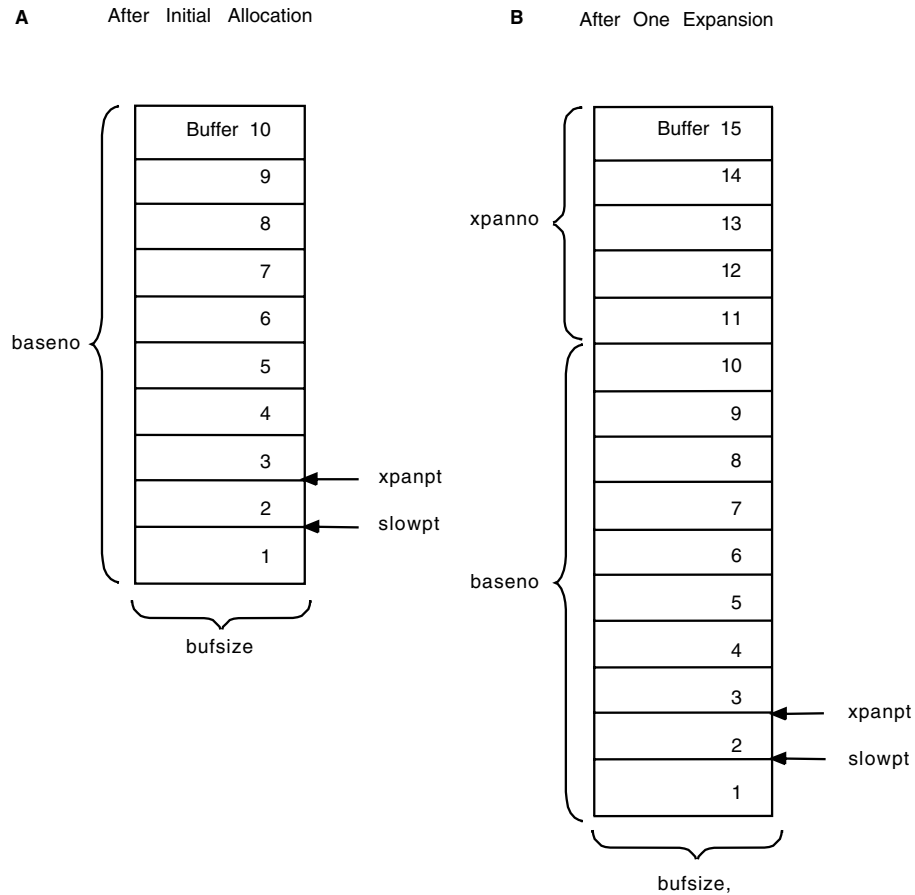 A After Initial Allocation
Buffer 10
9
8
7
6
5
4
3
2
1
baseno
xpanpt
slowpt
bufsize
B After One Expansion
Buffer 15
14
13
12
11
10
9
8
7
6
5
4
3
2
1
xpanno
baseno
xpanpt
slowpt
bufsize,